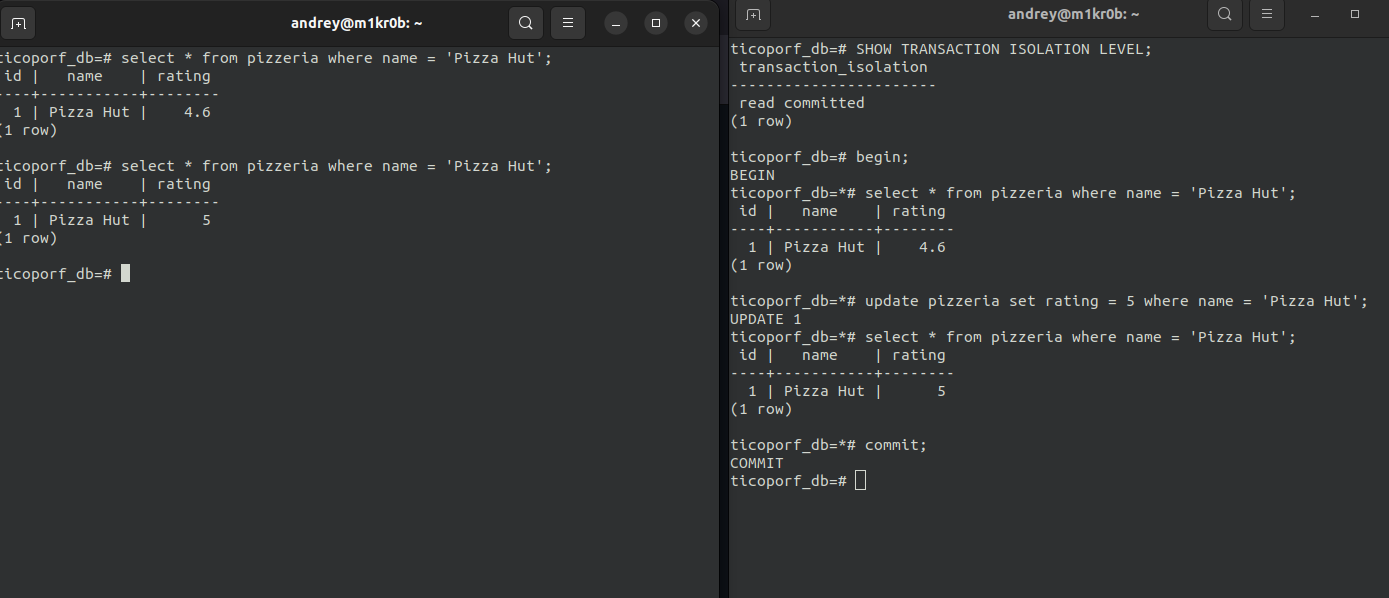 andrey@m1kr0b: ~
ticoporf_db=# select * from pizzeria where name = 'Pizza Hut';
 id |   name    | rating
----+-----------+--------
  1 | Pizza Hut |    4.6
(1 row)

ticoporf_db=# select * from pizzeria where name = 'Pizza Hut';
 id |   name    | rating
----+-----------+--------
  1 | Pizza Hut |      5
(1 row)

ticoporf_db=#
andrey@m1kr0b: ~
ticoporf_db=# SHOW TRANSACTION ISOLATION LEVEL;
 transaction_isolation
-----------------------
 read committed
(1 row)

ticoporf_db=# begin;
BEGIN
ticoporf_db=*# select * from pizzeria where name = 'Pizza Hut';
 id |   name    | rating
----+-----------+--------
  1 | Pizza Hut |    4.6
(1 row)

ticoporf_db=*# update pizzeria set rating = 5 where name = 'Pizza Hut';
UPDATE 1
ticoporf_db=*# select * from pizzeria where name = 'Pizza Hut';
 id |   name    | rating
----+-----------+--------
  1 | Pizza Hut |      5
(1 row)

ticoporf_db=*# commit;
COMMIT
ticoporf_db=#